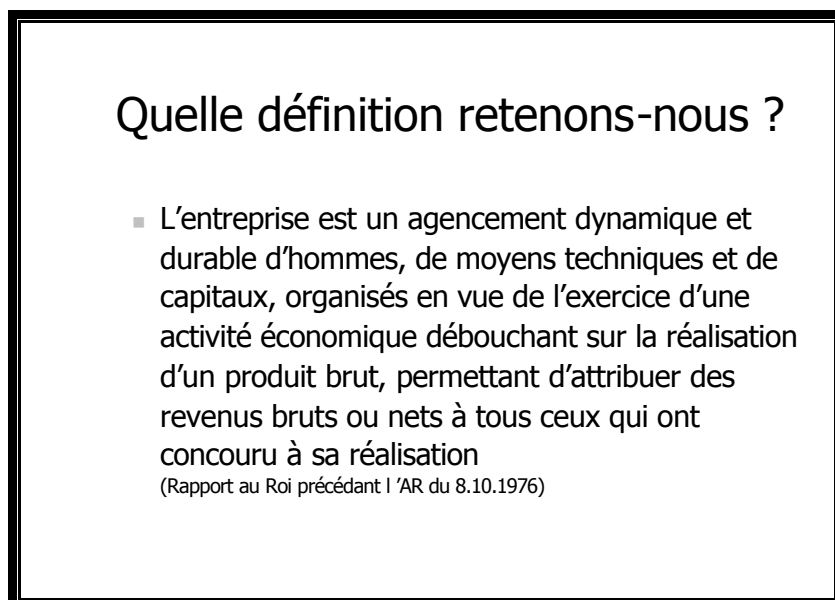 Quelle définition retenons-nous ?
L’entreprise est un agencement dynamique et
durable d’hommes, de moyens techniques et de
capitaux, organisés en vue de l’exercice d’une
activité économique débouchant sur la réalisation
d’un produit brut, permettant d’attribuer des
revenus bruts ou nets à tous ceux qui ont
concouru à sa réalisation
(Rapport au Roi précédant l ’AR du 8.10.1976)